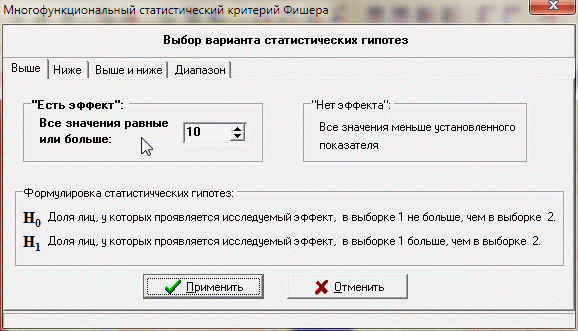 Многофункциональный статистический критерий Фишера
Выбор варианта статистических гипотез
Выше Ниже Выше и ниже Диапазон
"Есть эффект":
Все значения равные
или больше:
10
"Нет эффекта":
Все значения меньше установленного
показателя
Формулировка статистичческих гипотез:
H0 Доля лиц, у которых проявляется исследуемый эффект, в выборке 1 не больше, чем в выборке 2.
H1 Доля лиц, у которых проявляется исследуемый эффект, в выборке 1 больше, чем в выборке 2.
Применить Отменить